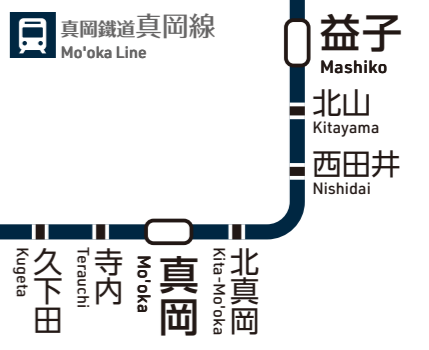 真岡鐵道真岡線
Mo'oka Line
益子
Mashiko
北山
Kitayama
西田井
Nishidai
北真岡
Kita-Mo'oka
真岡
Mo'oka
寺内
Terauchi
久下田
Kugeta